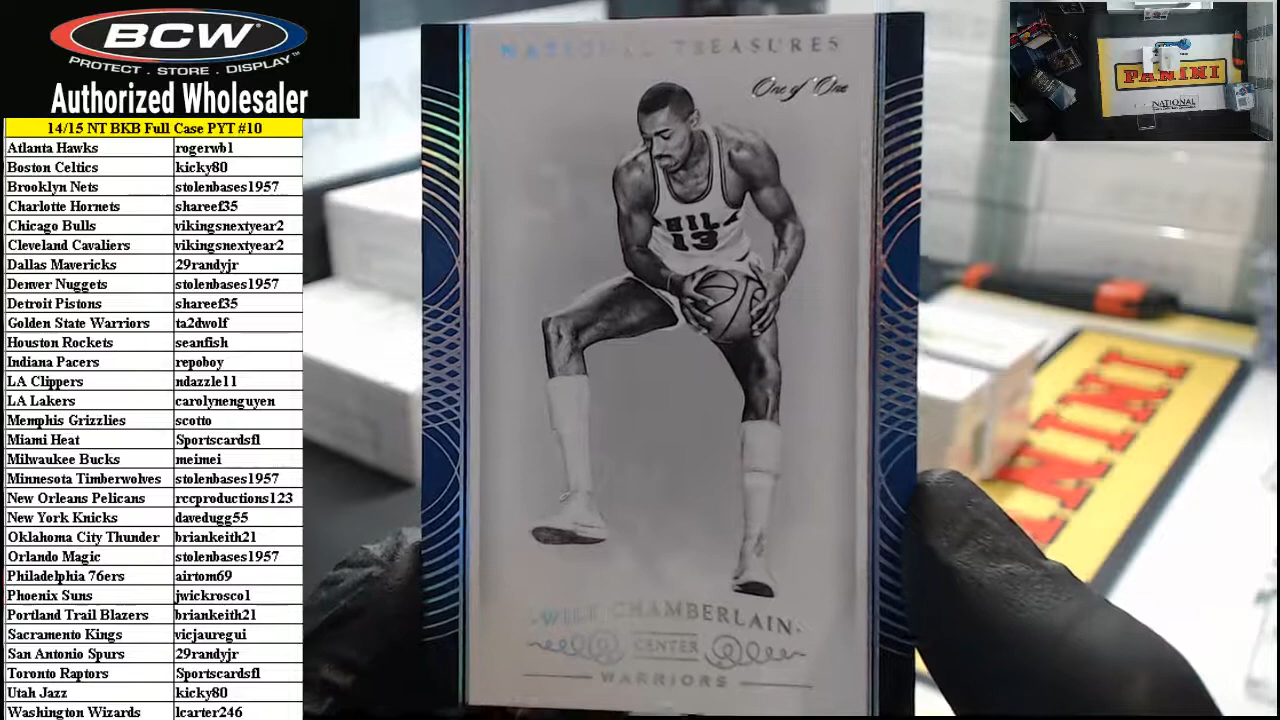 BCW
PROTECT . STORE . DISPLAY™
Authorized Wholesaler
14/15 NT BKB Full Case PYT #10
Atlanta Hawks rogerwb1
Boston Celtics kicky80
Brooklyn Nets stolenbases1957
Charlotte Hornets shareef35
Chicago Bulls vikingsnextyear2
Cleveland Cavaliers vikingsnextyear2
Dallas Mavericks 29randyjr
Denver Nuggets stolenbases1957
Detroit Pistons shareef35
Golden State Warriors ta2dwolf
Houston Rockets seanfish
Indiana Pacers repoboy
LA Clippers ndazzle11
LA Lakers carolynenguyen
Memphis Grizzlies scotto
Miami Heat Sportscardsfl
Milwaukee Bucks meimei
Minnesota Timberwolves stolenbases1957
New Orleans Pelicans rccproductions123
New York Knicks davedugg55
Oklahoma City Thunder briankeith21
Orlando Magic stolenbases1957
Philadelphia 76ers airtom69
Phoenix Suns jwickrosco1
Portland Trail Blazers briankeith21
Sacramento Kings vicjauregui
San Antonio Spurs 29randyjr
Toronto Raptors Sportscardsfl
Utah Jazz kicky80
Washington Wizards lcarter246
NATIONAL TREASURES
One of One
PHILA
13
WILT CHAMBERLAIN
CENTER
WARRIORS
PANINI
NATIONAL